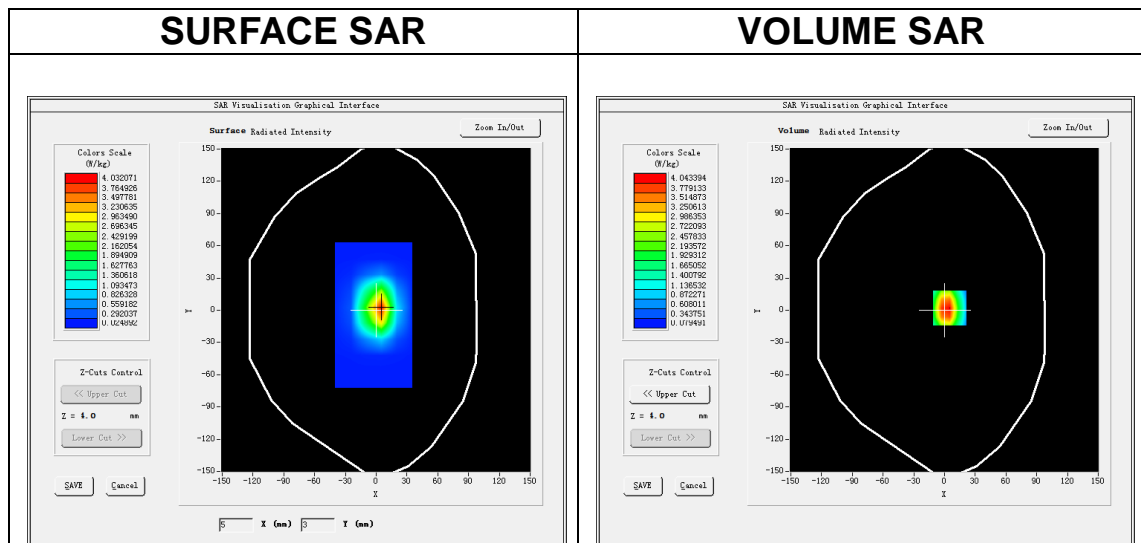 SURFACE SAR
SAR Visualisation Graphical Interface
Surface Radiated Intensity
Zoom In/Out
Colors Scale
(W/kg)
4.032071
3.764926
3.497781
3.230635
2.963490
2.696345
2.429199
2.162054
1.894909
1.627763
1.360618
1.093473
0.826328
0.559182
0.292037
0.024892
Z-Cuts Control
<< Upper Cut
Z = 4.0 mm
Lower Cut >>
SAVE Cancel
150
120
90
60
30
0
-30
-60
-90
-120
-150
Y
-150 -120 -90 -60 -30 0 30 60 90 120 150
X
5 X (mm) 3 Y (mm)
VOLUME SAR
SAR Visualisation Graphical Interface
Volume Radiated Intensity
Zoom In/Out
Colors Scale
(W/kg)
4.043394
3.779133
3.514873
3.250613
2.986353
2.722093
2.457833
2.193572
1.929312
1.665052
1.400792
1.136532
0.872271
0.608011
0.343751
0.079491
Z-Cuts Control
<< Upper Cut
Z = 4.0 mm
Lower Cut >>
SAVE Cancel
150
120
90
60
30
0
-30
-60
-90
-120
-150
Y
-150 -120 -90 -60 -30 0 30 60 90 120 150
X